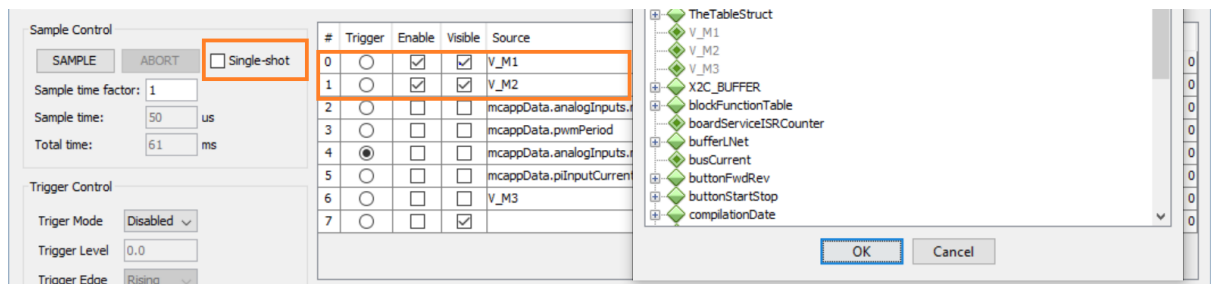 Sample Control
SAMPLE ABORT Single-shot
Sample time factor: 1
Sample time: 50 us
Total time: 61 ms
Trigger Control
Triger Mode Disabled
Trigger Level 0.0
Trigger Edge Rising
# Trigger Enable Visible Source
0 V_M1 0
1 V_M2 0
2 mcappData.analogInputs. 0
3 mcappData.pwmPeriod 0
4 mcappData.analogInputs. 0
5 mcappData.piInputCurrent 0
6 V_M3 0
7 0
TheTableStruct
V_M1
V_M2
V_M3
X2C_BUFFER
blockFunctionTable
boardServiceISRCounter
bufferLNet
busCurrent
buttonFwdRev
buttonStartStop
compilationDate
OK Cancel